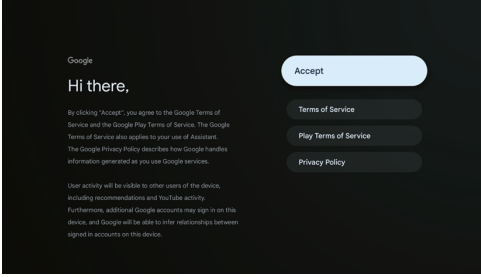 Google
Hi there,
By clicking "Accept", you agree to the Google Terms of
Service and the Google Play Terms of Service. The Google
Terms of Service also applies to your use of Assistant.
The Google Privacy Policy describes how Google handles
information generated as you use Google services.
User activity will be visible to other users of the device,
including recommendations and YouTube activity.
Furthermore, additional Google accounts may sign in on this
device, and Google will be able to infer relationships between
signed in accounts on this device.
Accept
Terms of Service
Play Terms of Service
Privacy Policy